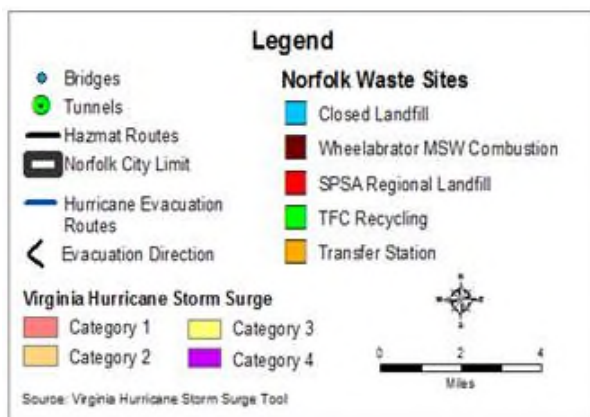 Legend
Bridges
Tunnels
Hazmat Routes
Norfolk City Limit
Hurricane Evacuation
Routes
Evacuation Direction
Norfolk Waste Sites
Closed Landfill
Wheelabrator MSW Combustion
SPSA Regional Landfill
TFC Recycling
Transfer Station
Virginia Hurricane Storm Surge
Category 1
Category 2
Category 3
Category 4
0 2 4
Miles
Source: Virginia Hurricane Storm Surge Tool